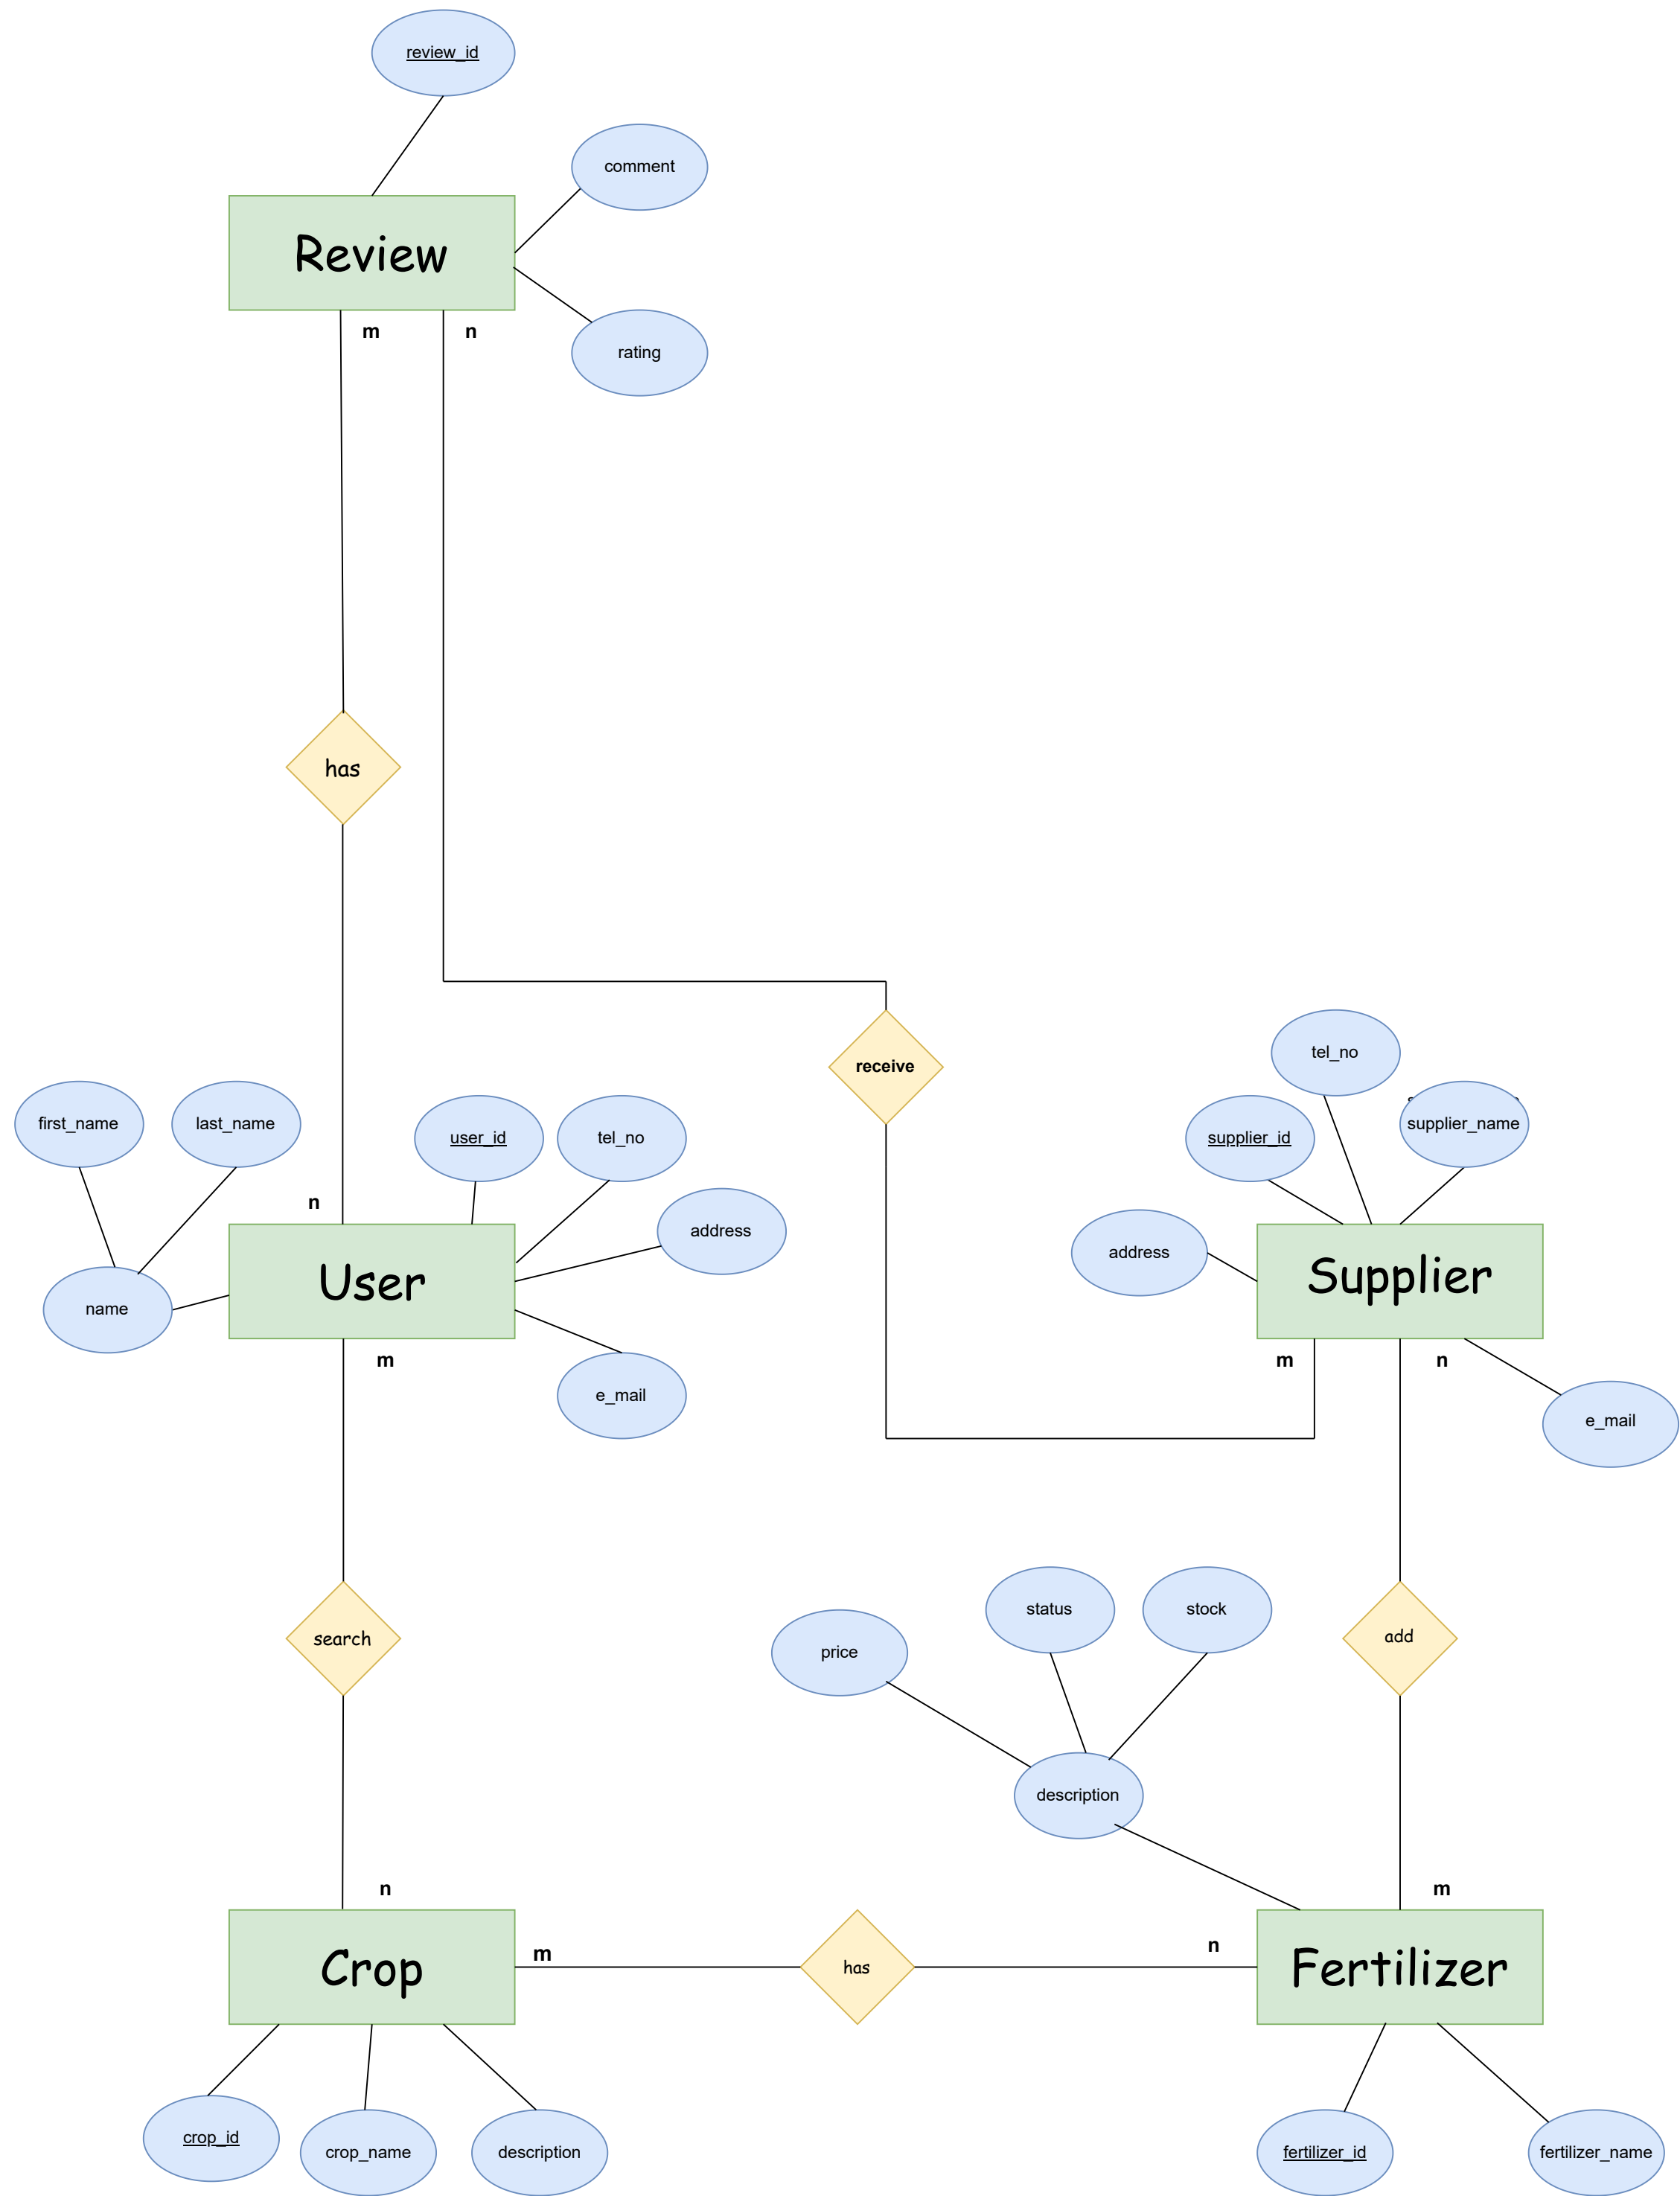 review_id
comment
Review
rating
m
n
has
receive
tel_no
first_name
last_name
user_id
tel_no
supplier_id
supplier_name
address
address
n
User
Supplier
name
m
m
n
e_mail
e_mail
status
stock
search
add
price
description
n
m
Crop
m
has
n
Fertilizer
crop_id
crop_name
description
fertilizer_id
fertilizer_name